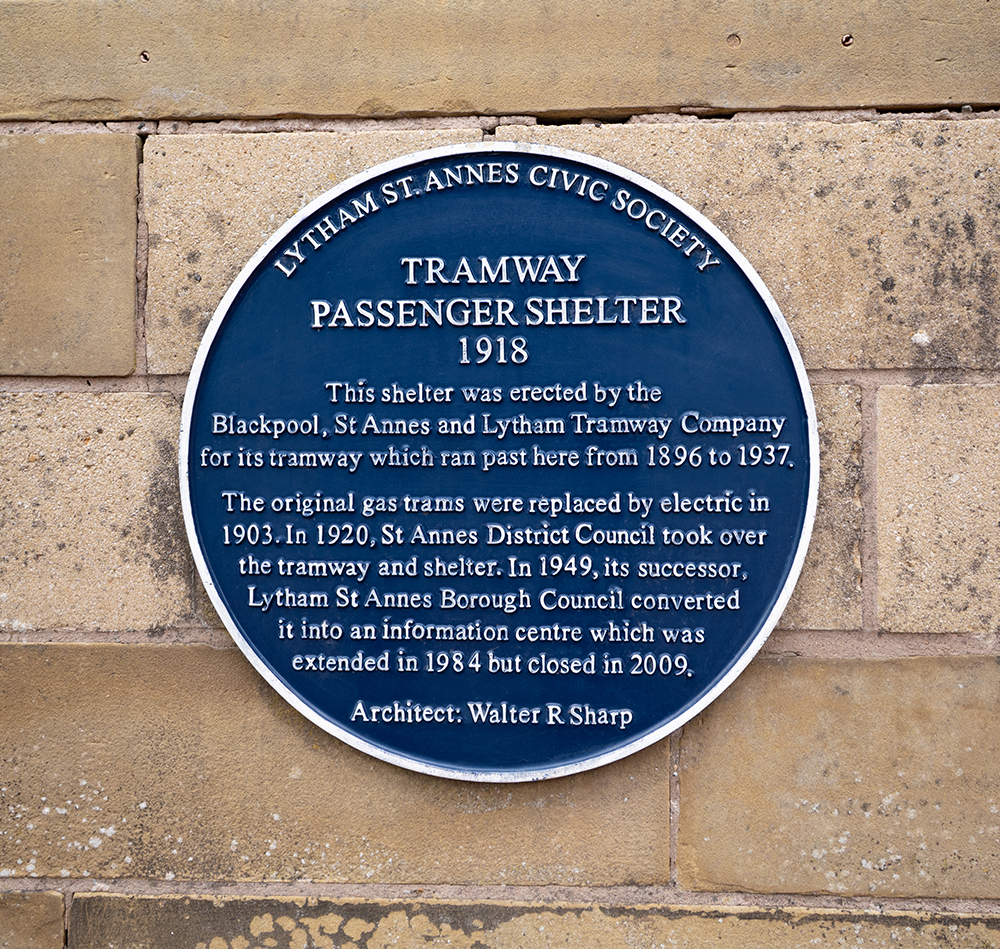 LYTHAM ST. ANNES CIVIC SOCIETY
TRAMWAY
PASSENGER SHELTER
1918
This shelter was erected by the
Blackpool, St Annes and Lytham Tramway Company
for its tramway which ran past here from 1896 to 1937.
The original gas trams were replaced by electric in
1903. In 1920, St Annes District Council took over
the tramway and shelter. In 1949, its successor,
Lytham St Annes Borough Council converted
it into an information centre which was
extended in 1984 but closed in 2009.
Architect: Walter R Sharp